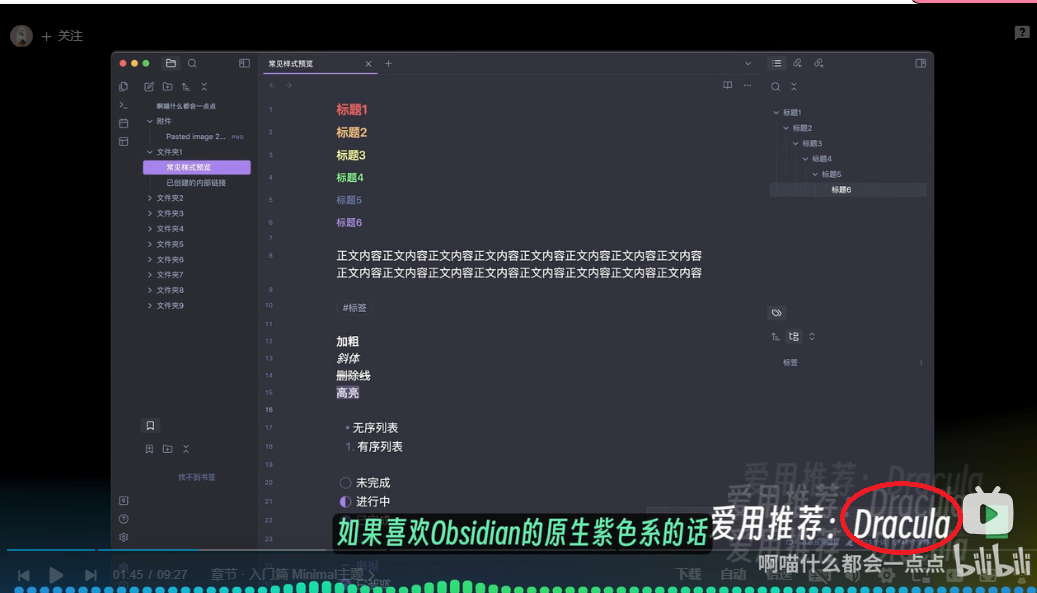 + 关注
常见样式预览
啊喵什么都会一点点
附件
Pasted image 2... PNG
文件夹1
常见样式预览
已创建的内部链接
文件夹2
文件夹3
文件夹4
文件夹5
文件夹6
文件夹7
文件夹8
文件夹9
找不到书签
1 标题1
2 标题2
3 标题3
4 标题4
5 标题5
6 标题6
7
8 正文内容正文内容正文内容正文内容正文内容正文内容正文内容正文内容
正文内容正文内容正文内容正文内容正文内容正文内容正文内容正文内容
9
10 #标签
11
12 加粗
13 斜体
14 删除线
15 高亮
16
17 • 无序列表
18 1. 有序列表
19
20 未完成
21 进行中
22
23
标题1
标题2
标题3
标题4
标题5
标题6
标签 1
爱用推荐: Dracula
爱用推荐: Dracula
爱用推荐: Dracula
如果喜欢Obsidian的原生紫色系的话
啊喵什么都会一点点
bilibili
01:45 / 09:27
章节 · 入门篇 Minimal主题
下载
自动
倍速